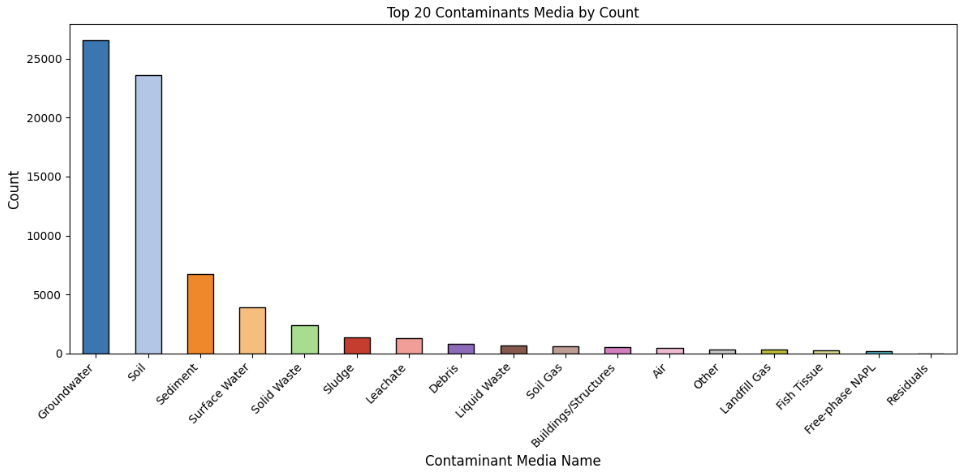 Top 20 Contaminants Media by Count
25000
20000
15000
10000
5000
0
Count
Groundwater
Soil
Sediment
Surface Water
Solid Waste
Sludge
Leachate
Debris
Liquid Waste
Soil Gas
Buildings/Structures
Air
Other
Landfill Gas
Fish Tissue
Free-phase NAPL
Residuals
Contaminant Media Name